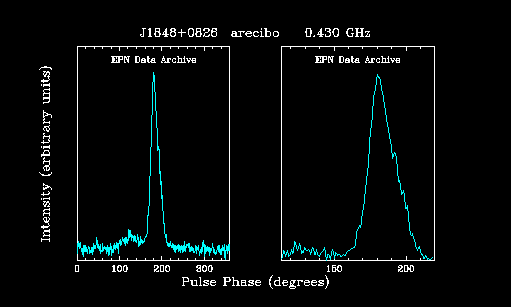 J1848+0826 arecibo 0.430 GHz
EPN Data Archive
EPN Data Archive
Intensity (arbitrary units)
0 100 200 300
150 200
Pulse Phase (degrees)